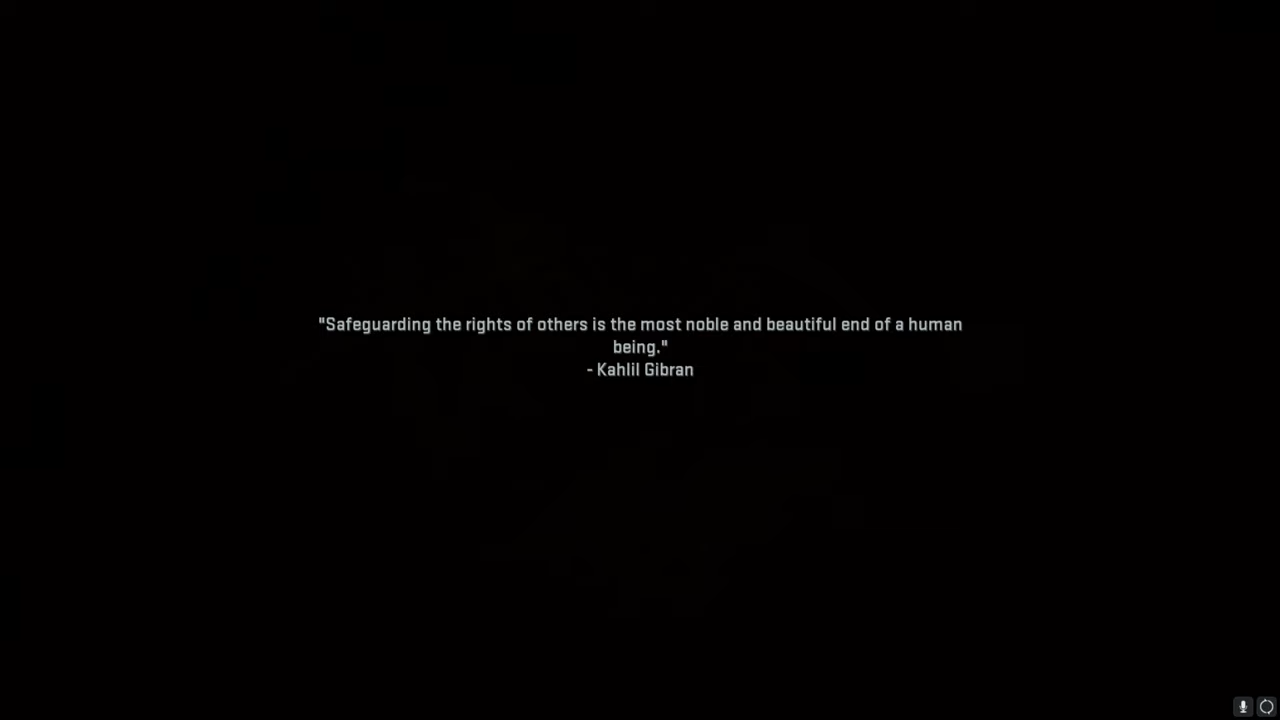 "Safeguarding the rights of others is the most noble and beautiful end of a human
being."
- Kahlil Gibran